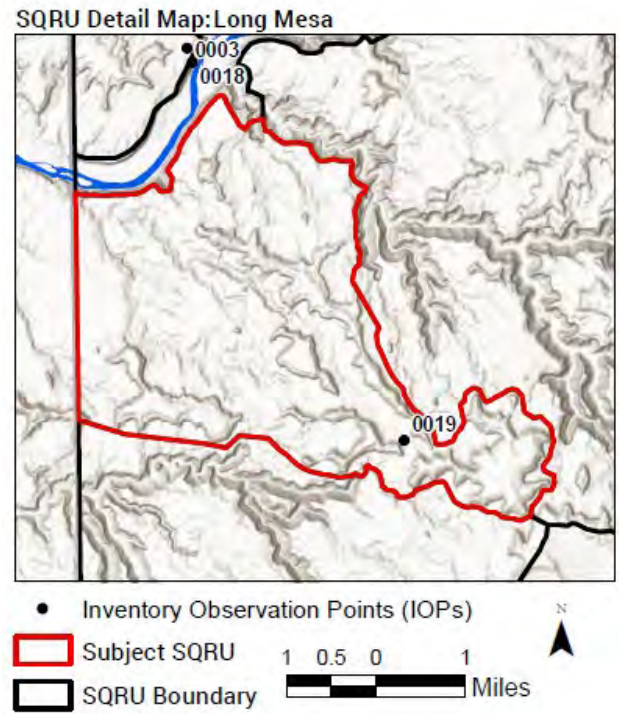 SQRU Detail Map: Long Mesa
0003
0018
0019
Inventory Observation Points (IOPs)
N
Subject SQRU
1 0.5 0 1
Miles
SQRU Boundary